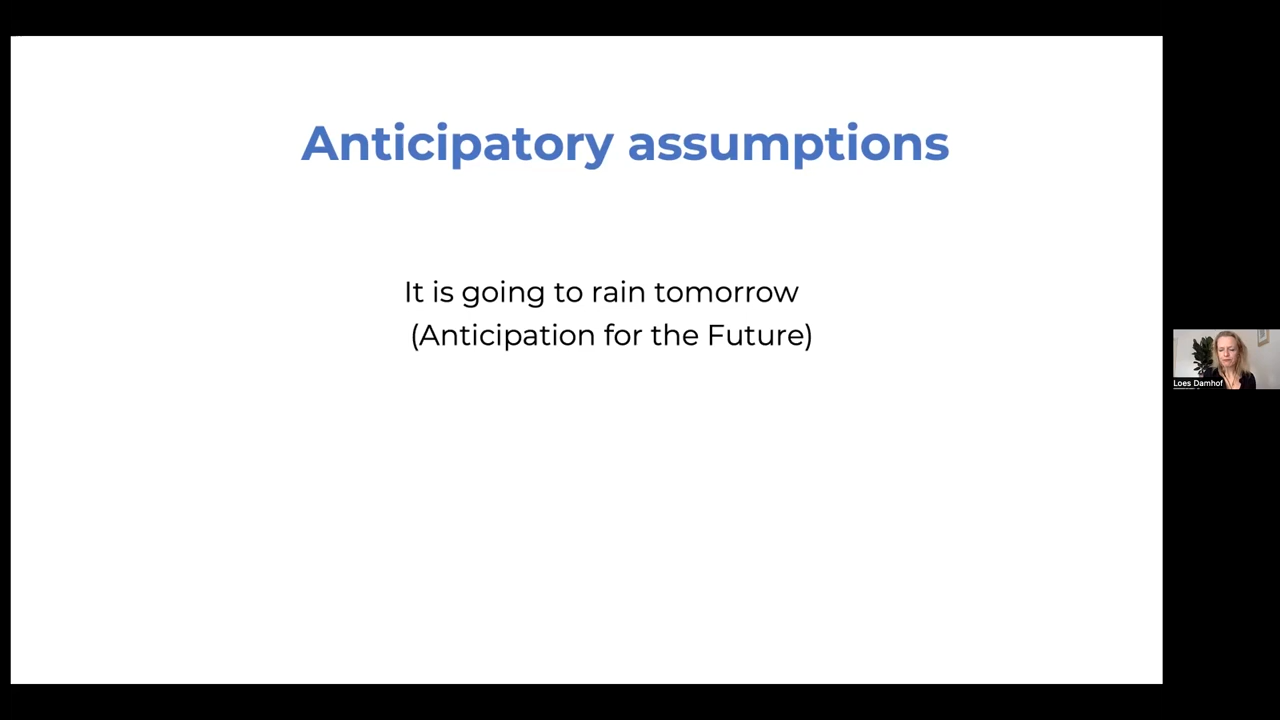 Anticipatory assumptions
It is going to rain tomorrow
(Anticipation for the Future)
Loes Damhof